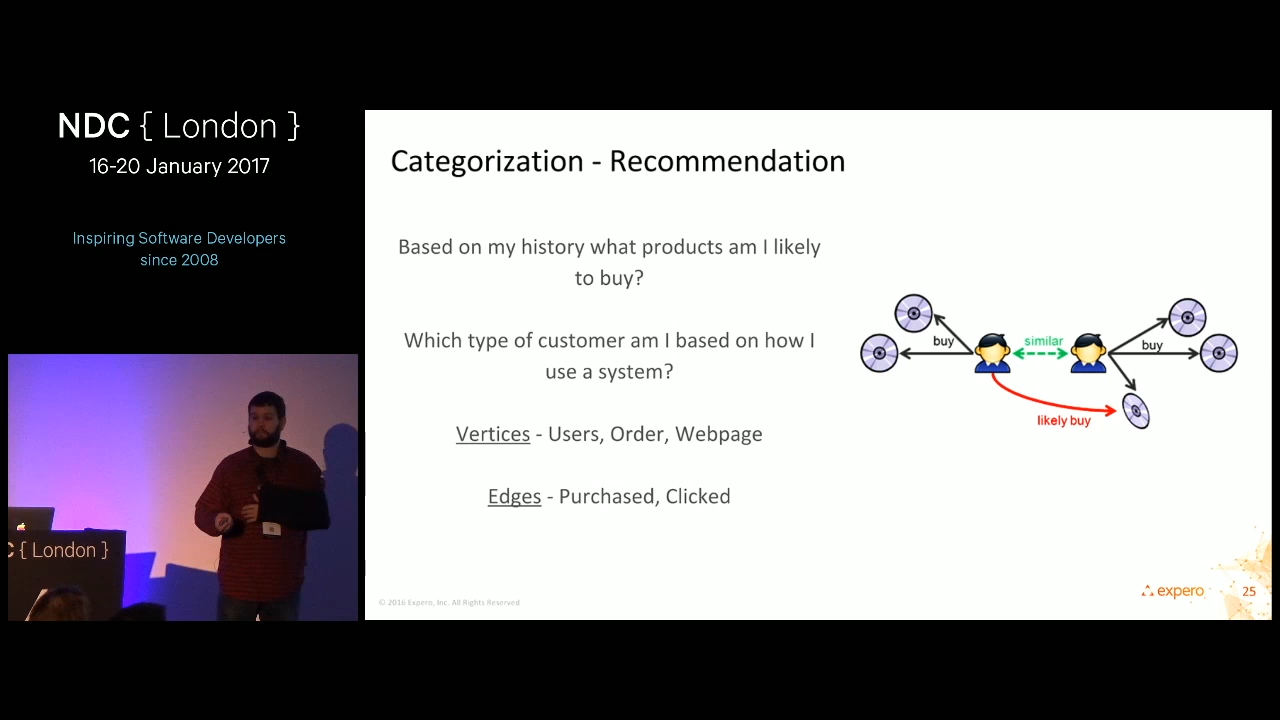 NDC { London }
16-20 January 2017
Inspiring Software Developers
since 2008
C { London }
Categorization - Recommendation
Based on my history what products am I likely
to buy?
Which type of customer am I based on how I
use a system?
Vertices - Users, Order, Webpage
Edges - Purchased, Clicked
buy
similar
buy
likely buy
© 2016 Expero, Inc. All Rights Reserved
expero
25